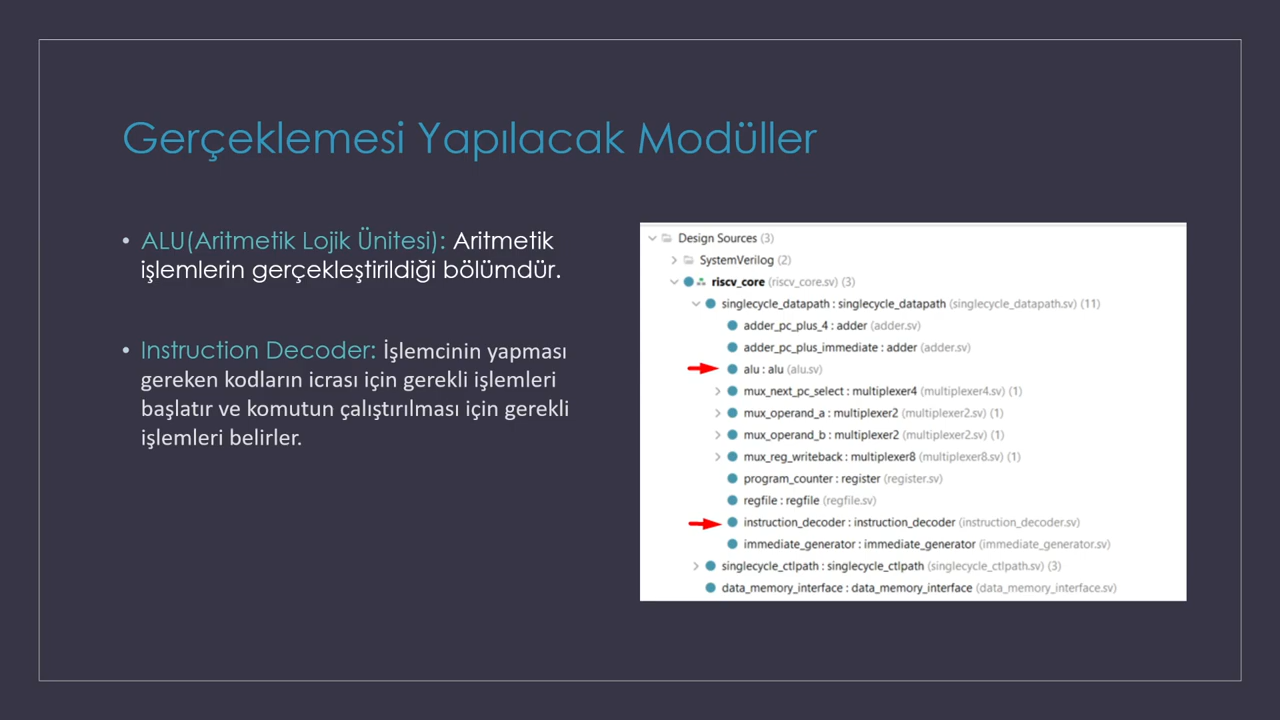 Gerçeklemesi Yapılacak Modüller
• ALU(Aritmetik Lojik Ünitesi): Aritmetik
işlemlerin gerçekleştirildiği bölümdür.
• Instruction Decoder: İşlemcinin yapması
gereken kodların icrası için gerekli işlemleri
başlatır ve komutun çalıştırılması için gerekli
işlemleri belirler.
Design Sources (3)
SystemVerilog (2)
riscv_core (riscv_core.sv) (3)
singlecycle_datapath : singlecycle_datapath (singlecycle_datapath.sv) (11)
adder_pc_plus_4 : adder (adder.sv)
adder_pc_plus_immediate : adder (adder.sv)
alu : alu (alu.sv)
mux_next_pc_select : multiplexer4 (multiplexer4.sv) (1)
mux_operand_a : multiplexer2 (multiplexer2.sv) (1)
mux_operand_b : multiplexer2 (multiplexer2.sv) (1)
mux_reg_writeback : multiplexer8 (multiplexer8.sv) (1)
program_counter : register (register.sv)
regfile : regfile (regfile.sv)
instruction_decoder : instruction_decoder (instruction_decoder.sv)
immediate_generator : immediate_generator (immediate_generator.sv)
singlecycle_ctlpath : singlecycle_ctlpath (singlecycle_ctlpath.sv) (3)
data_memory_interface : data_memory_interface (data_memory_interface.sv)